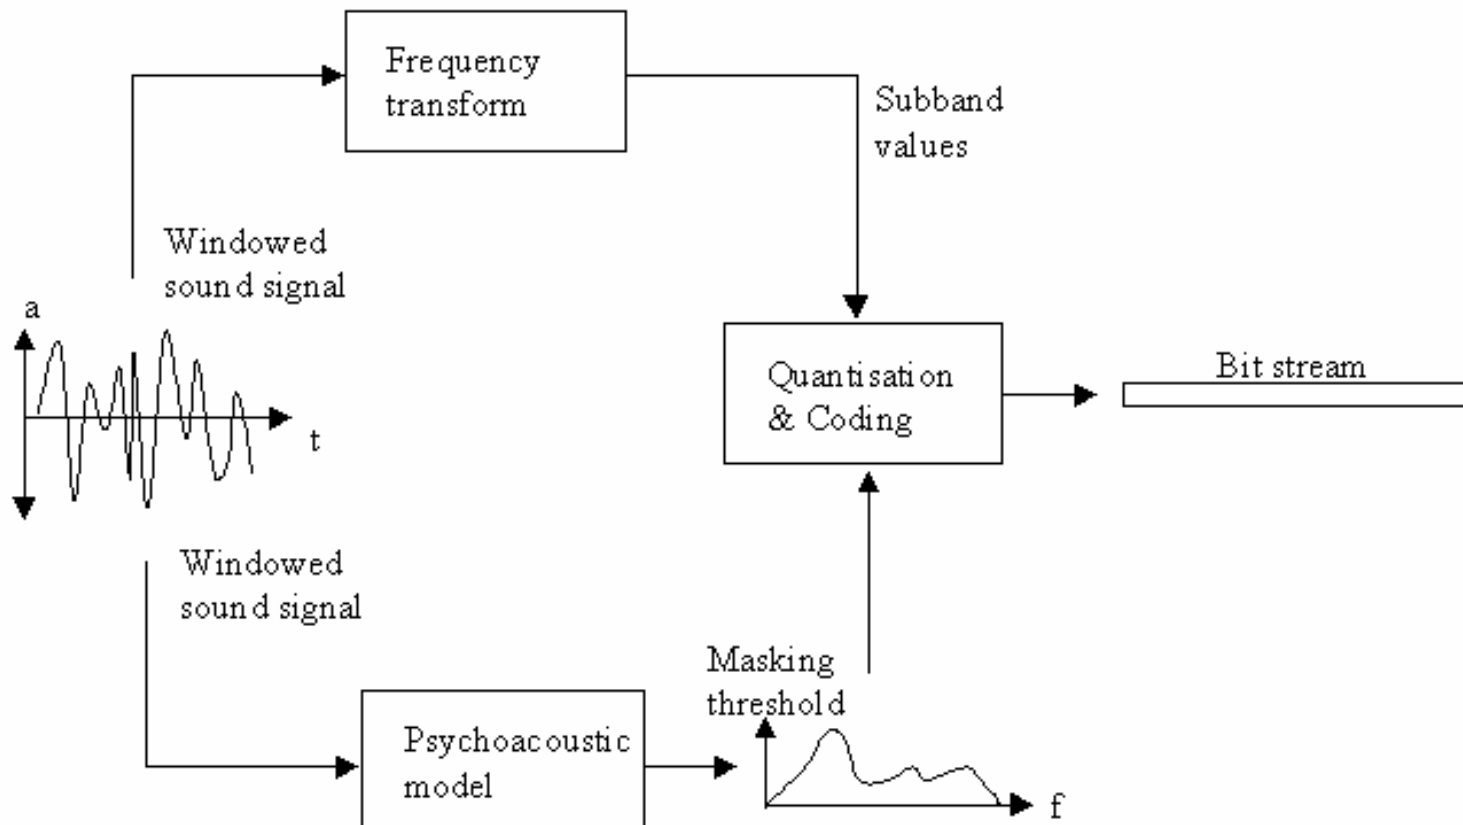 Frequency
transform
Subband
values
Windowed
sound signal
a
t
Quantisation
& Coding
Bit stream
Windowed
sound signal
Masking
threshold
Psychoacoustic
model
f